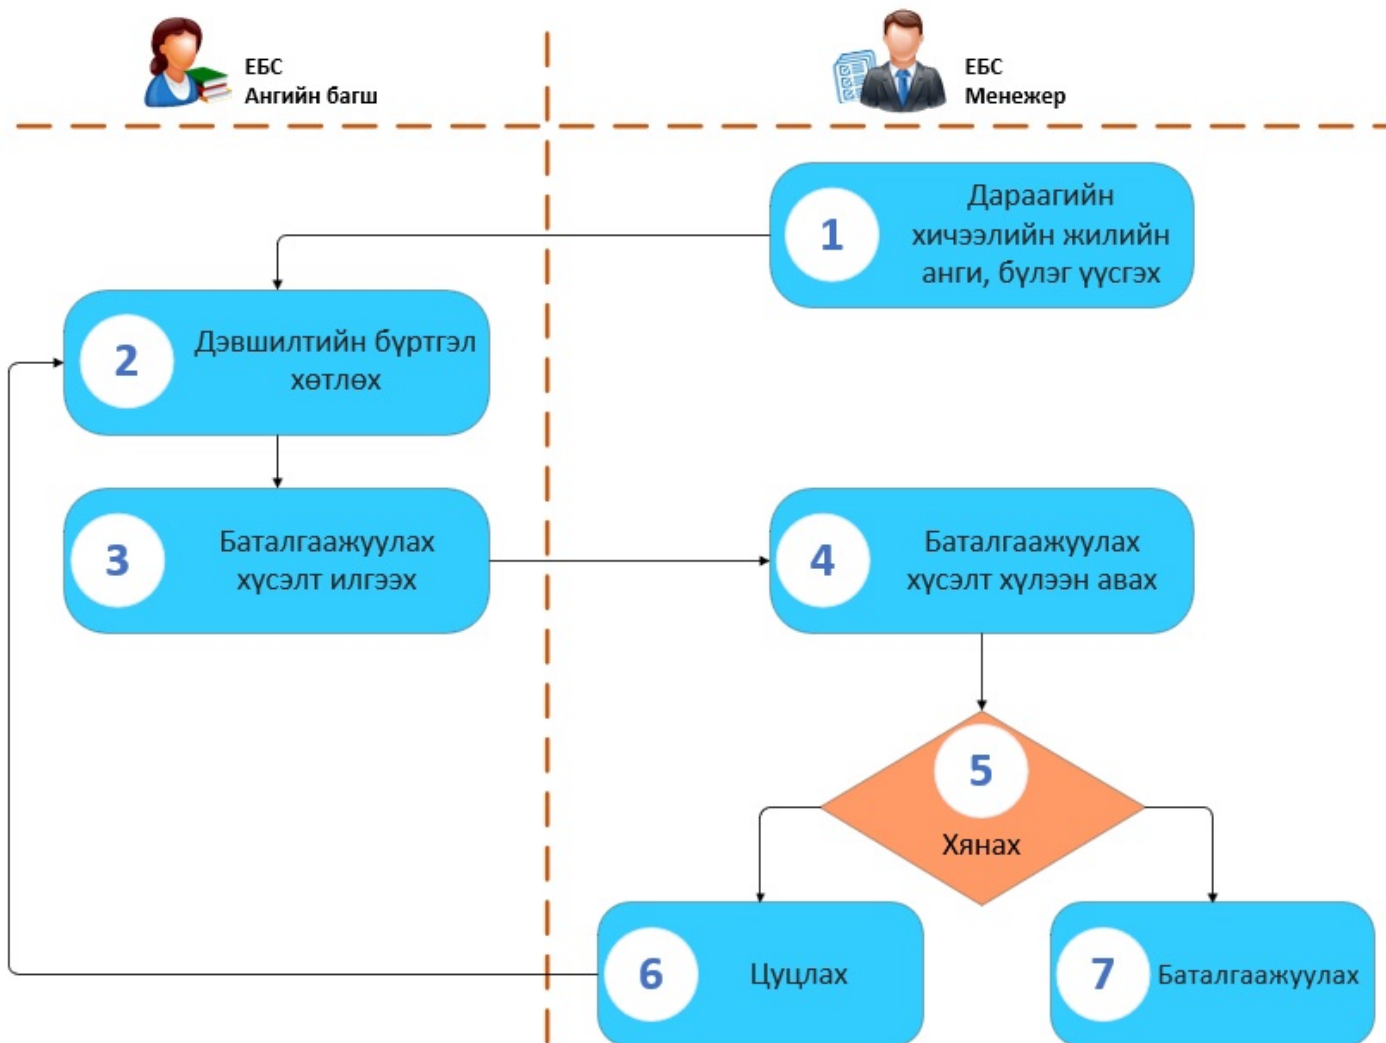 ЕБС
Ангийн багш
ЕБС
Менежер
1
Дараагийн
хичээлийн жилийн
анги, бүлэг үүсгэх
2
Дэвшилтийн бүртгэл
хөтлөх
3
Баталгаажуулах
хүсэлт илгээх
4
Баталгаажуулах
хүсэлт хүлээн авах
5
Хянах
6
Цуцлах
7
Баталгаажуулах